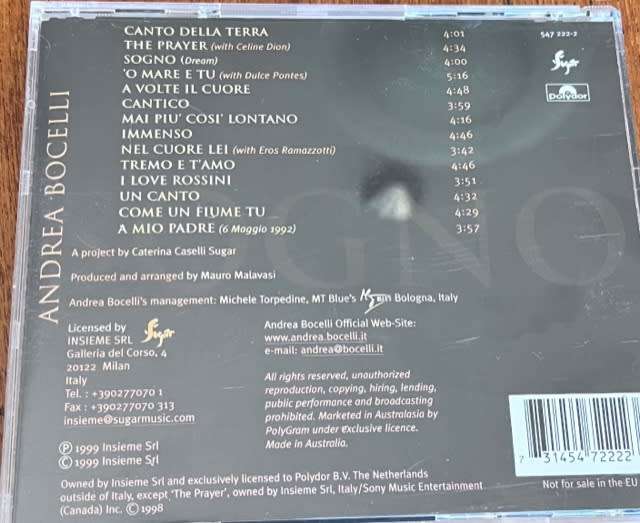 CANTO DELLA TERRA 4:01
THE PRAYER (with Celine Dion) 4:34
SOGNO (Dream) 4:00
'O MARE E TU (with Dulce Pontes) 5:16
A VOLTE IL CUORE 4:48
CANTICO 3:59
MAI PIU' COSI' LONTANO 4:16
IMMENSO 4:46
NEL CUORE LEI (with Eros Ramazzotti) 3:42
TREMO E T'AMO 4:46
I LOVE ROSSINI 3:51
UN CANTO 4:32
COME UN FIUME TU 4:29
A MIO PADRE (6 Maggio 1992) 3:57
547 222-2
Sugar
Polydor
ANDREA BOCELLI
SOGNO
A project by Caterina Caselli Sugar
Produced and arranged by Mauro Malavasi
Andrea Bocelli's management: Michele Torpedine, MT Blue's Bologna, Italy
Licensed by
INSIEME SRL
Sugar
Galleria del Corso, 4
20122 Milan
Italy
Tel. : +390277070 1
Fax : +390277070 313
insieme@sugarmusic.com
Ⓟ 1999 Insieme Srl
© 1999 Insieme Srl
Andrea Bocelli Official Web-Site:
www.andrea.bocelli.it
e-mail: andrea@bocelli.it
All rights reserved, unauthorized
reproduction, copying, hiring, lending,
public performance and broadcasting
prohibited. Marketed in Australasia by
PolyGram under exclusive licence.
Made in Australia.
7 31454 72222
Not for sale in the EU
Owned by Insieme Srl and exclusively licensed to Polydor B.V. The Netherlands
outside of Italy, except 'The Prayer', owned by Insieme Srl, Italy/Sony Music Entertainment
(Canada) Inc. © 1998